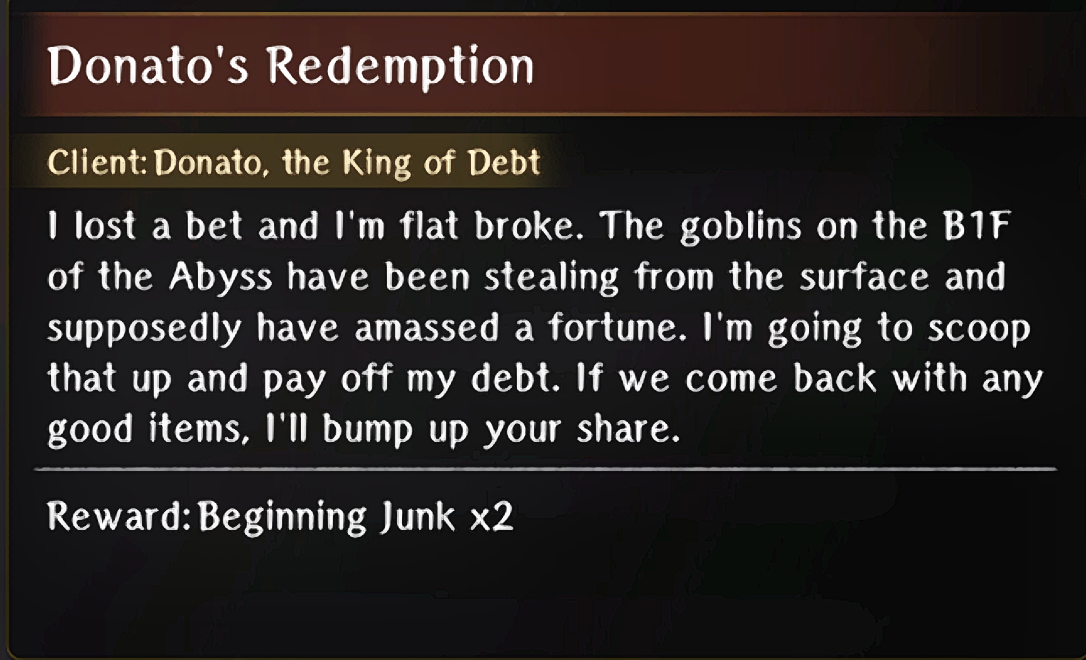 Donato's Redemption
Client: Donato, the King of Debt
I lost a bet and I'm flat broke. The goblins on the B1F
of the Abyss have been stealing from the surface and
supposedly have amassed a fortune. I'm going to scoop
that up and pay off my debt. If we come back with any
good items, I'll bump up your share.
Reward: Beginning Junk x2